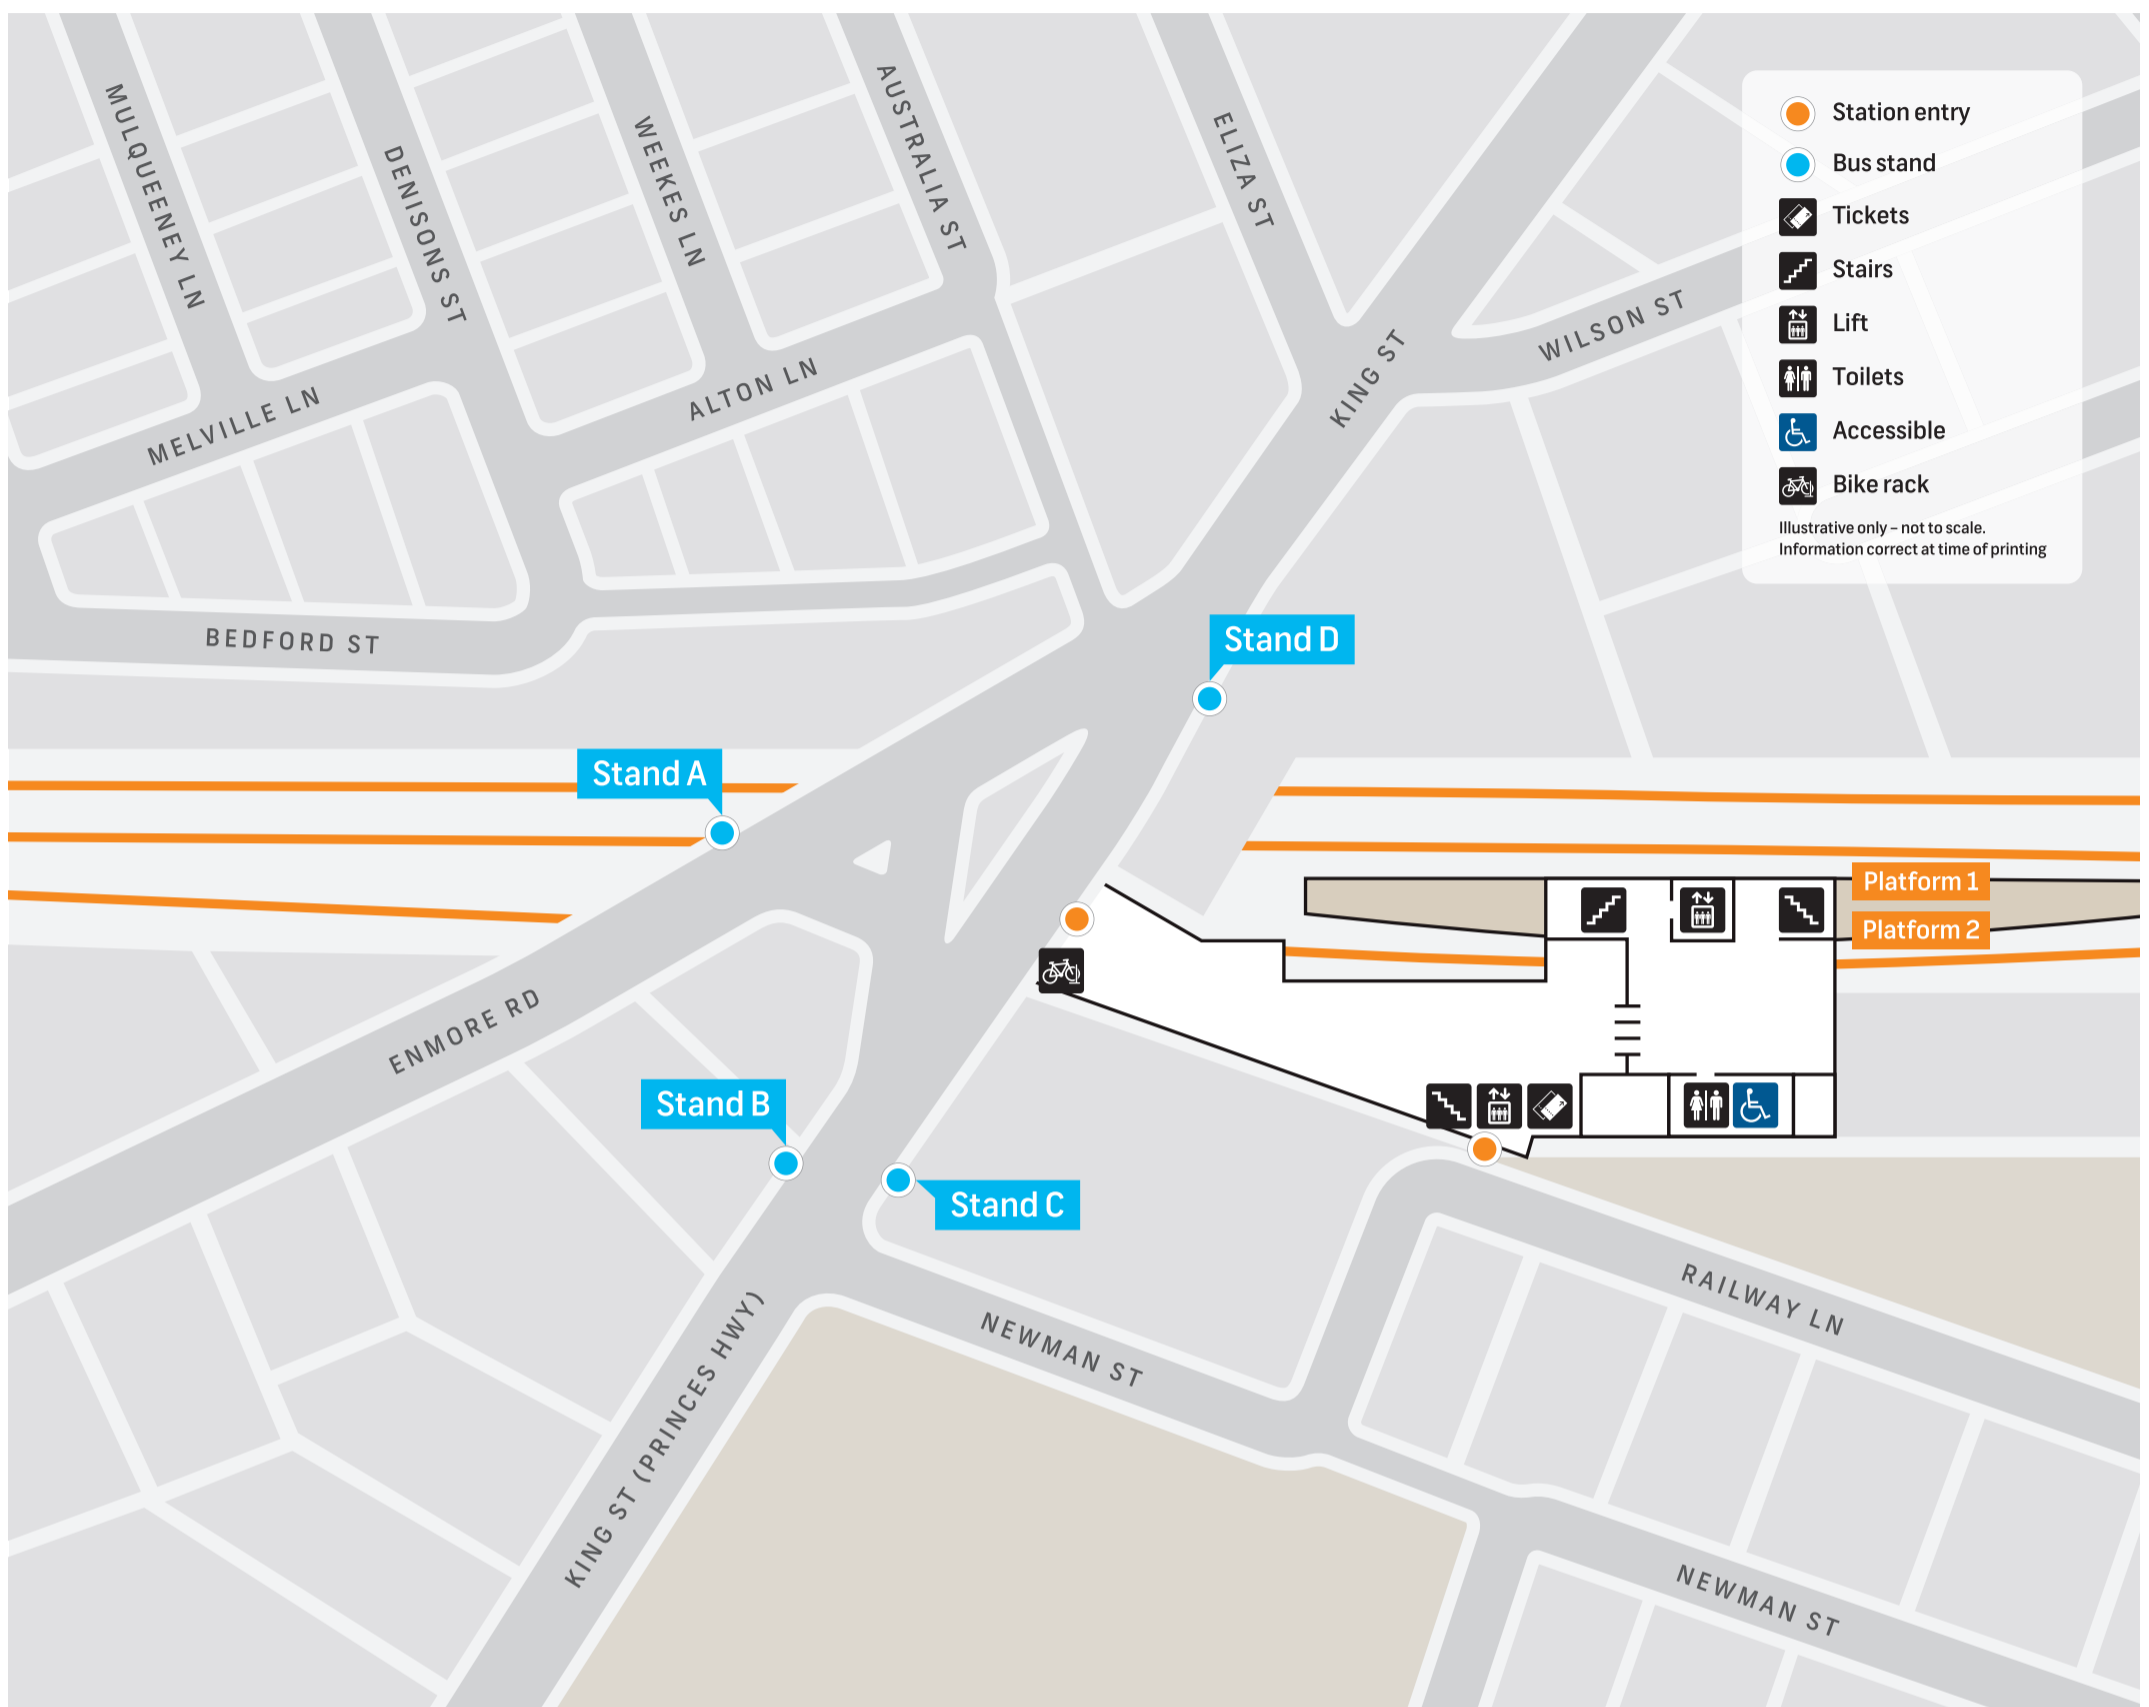 MULQUEENEY LN
DENISONS ST
WEEKES LN
AUSTRALIA ST
ELIZA ST
KING ST
WILSON ST
MELVILLE LN
ALTON LN
BEDFORD ST
Station entry
Bus stand
Tickets
Stairs
Lift
Toilets
Accessible
Bike rack
Illustrative only – not to scale.
Information correct at time of printing
Stand D
Stand A
Platform 1
Platform 2
ENMORE RD
Stand B
Stand C
KING ST (PRINCES HWY)
NEWMAN ST
RAILWAY LN
NEWMAN ST